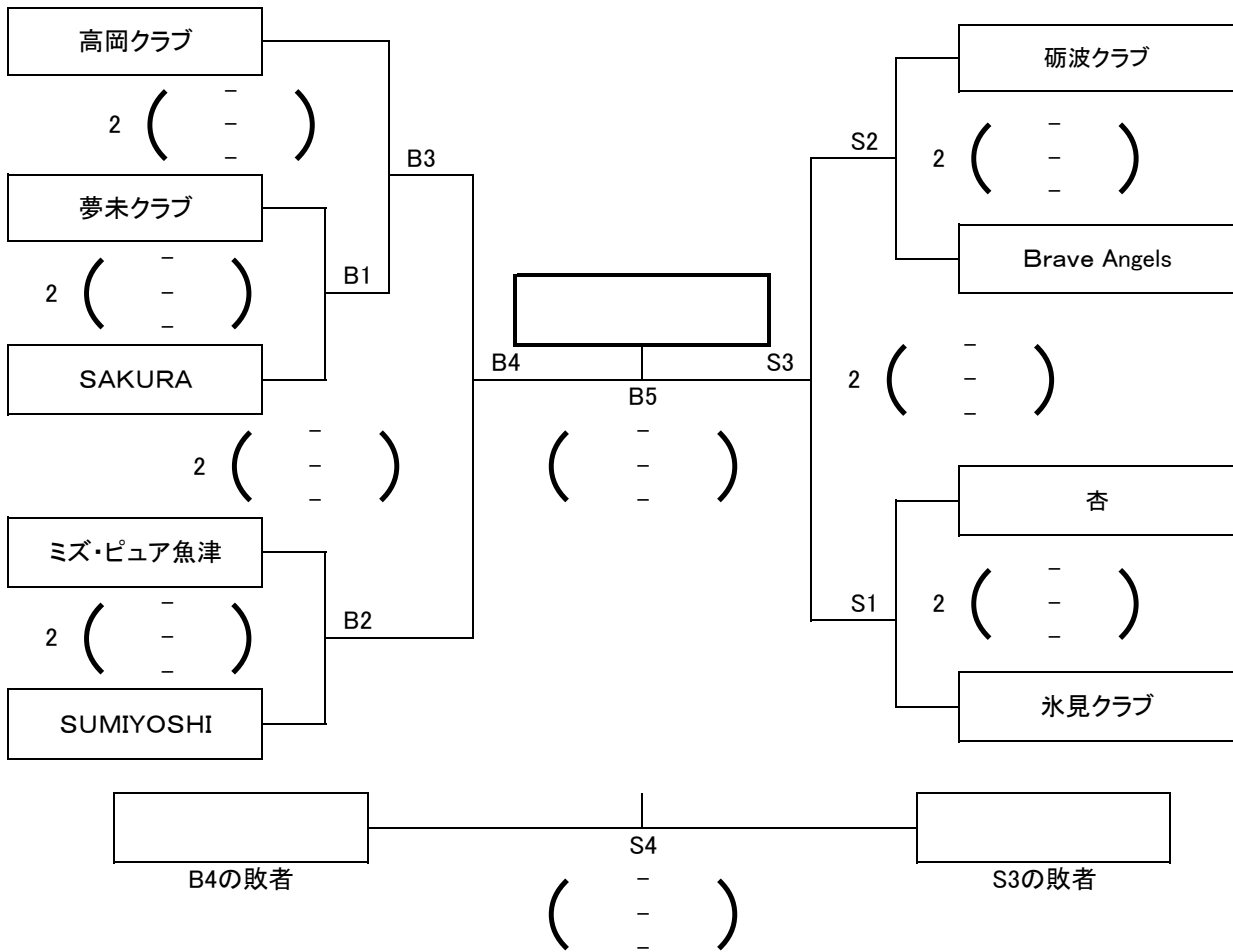 高岡クラブ
2 ( - - - )
B3
夢未クラブ
2 ( - - - )
B1
SAKURA
B4
2 ( - - - )
ミズ・ピュア魚津
2 ( - - - )
B2
SUMIYOSHI
B5
( - - - )
砺波クラブ
S2
2 ( - - - )
Brave Angels
S3
2 ( - - - )
杏
S1
2 ( - - - )
氷見クラブ
B4の敗者
S4
( - - - )
S3の敗者